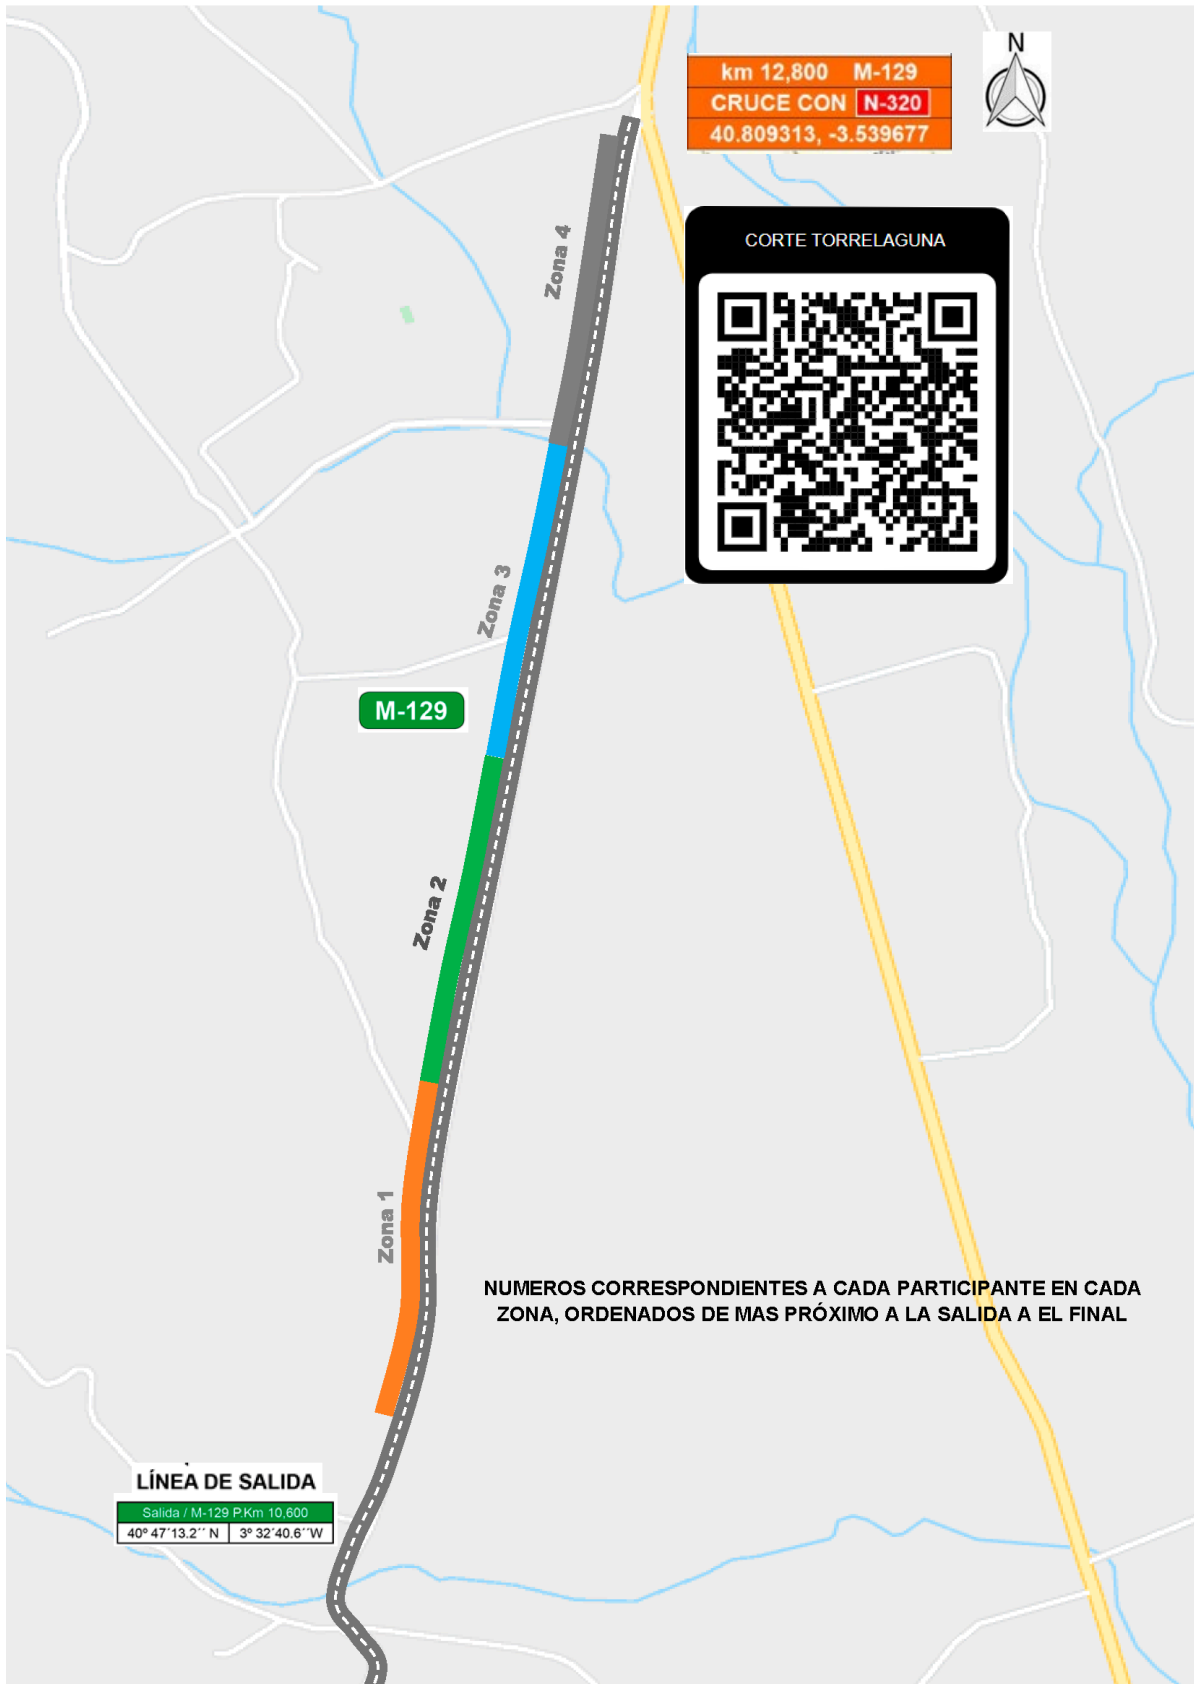 N
km 12,800 M-129
CRUCE CON N-320
40.809313, -3.539677
CORTE TORRELAGUNA
Zona 4
Zona 3
M-129
Zona 2
Zona 1
NUMEROS CORRESPONDIENTES A CADA PARTICIPANTE EN CADA
ZONA, ORDENADOS DE MAS PRÓXIMO A LA SALIDA A EL FINAL
LÍNEA DE SALIDA
Salida / M-129 P.Km 10,600
40º 47´13.2´´ N 3º 32´40.6´´W